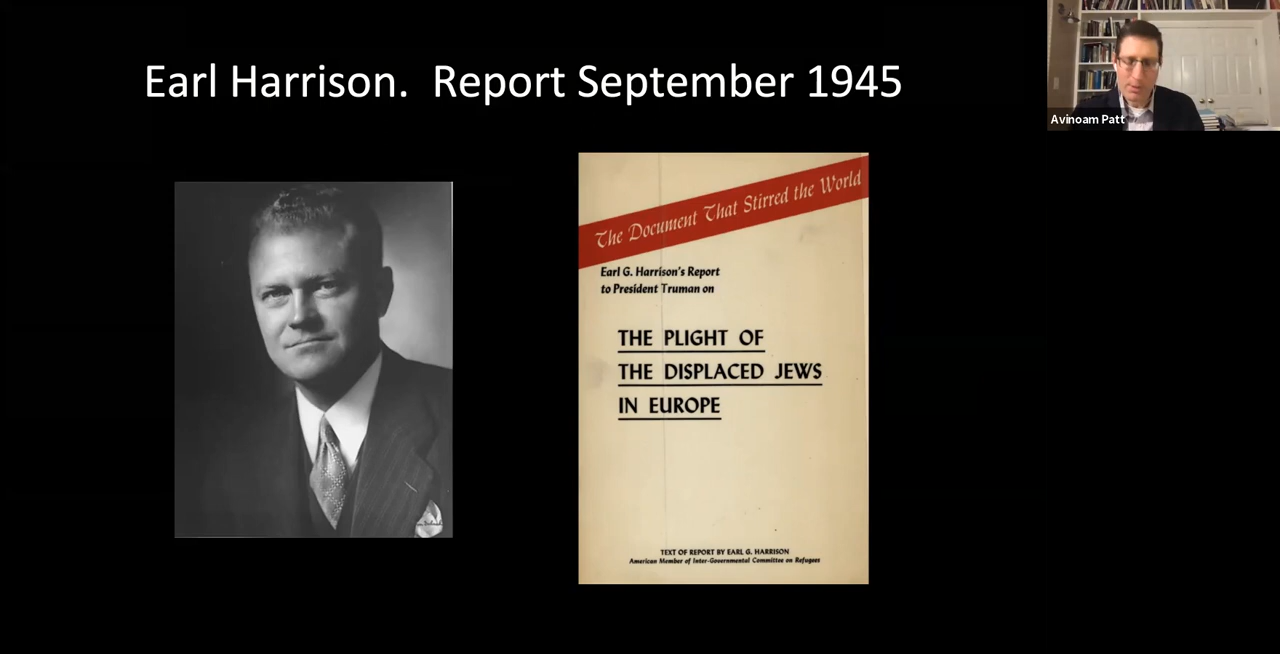 Earl Harrison.  Report September 1945
Avinoam Patt
The Document That Stirred the World
Earl G. Harrison's Report
to President Truman on
THE PLIGHT OF
THE DISPLACED JEWS
IN EUROPE
TEXT OF REPORT BY EARL G. HARRISON
American Member of Inter-Governmental Committee on Refugees